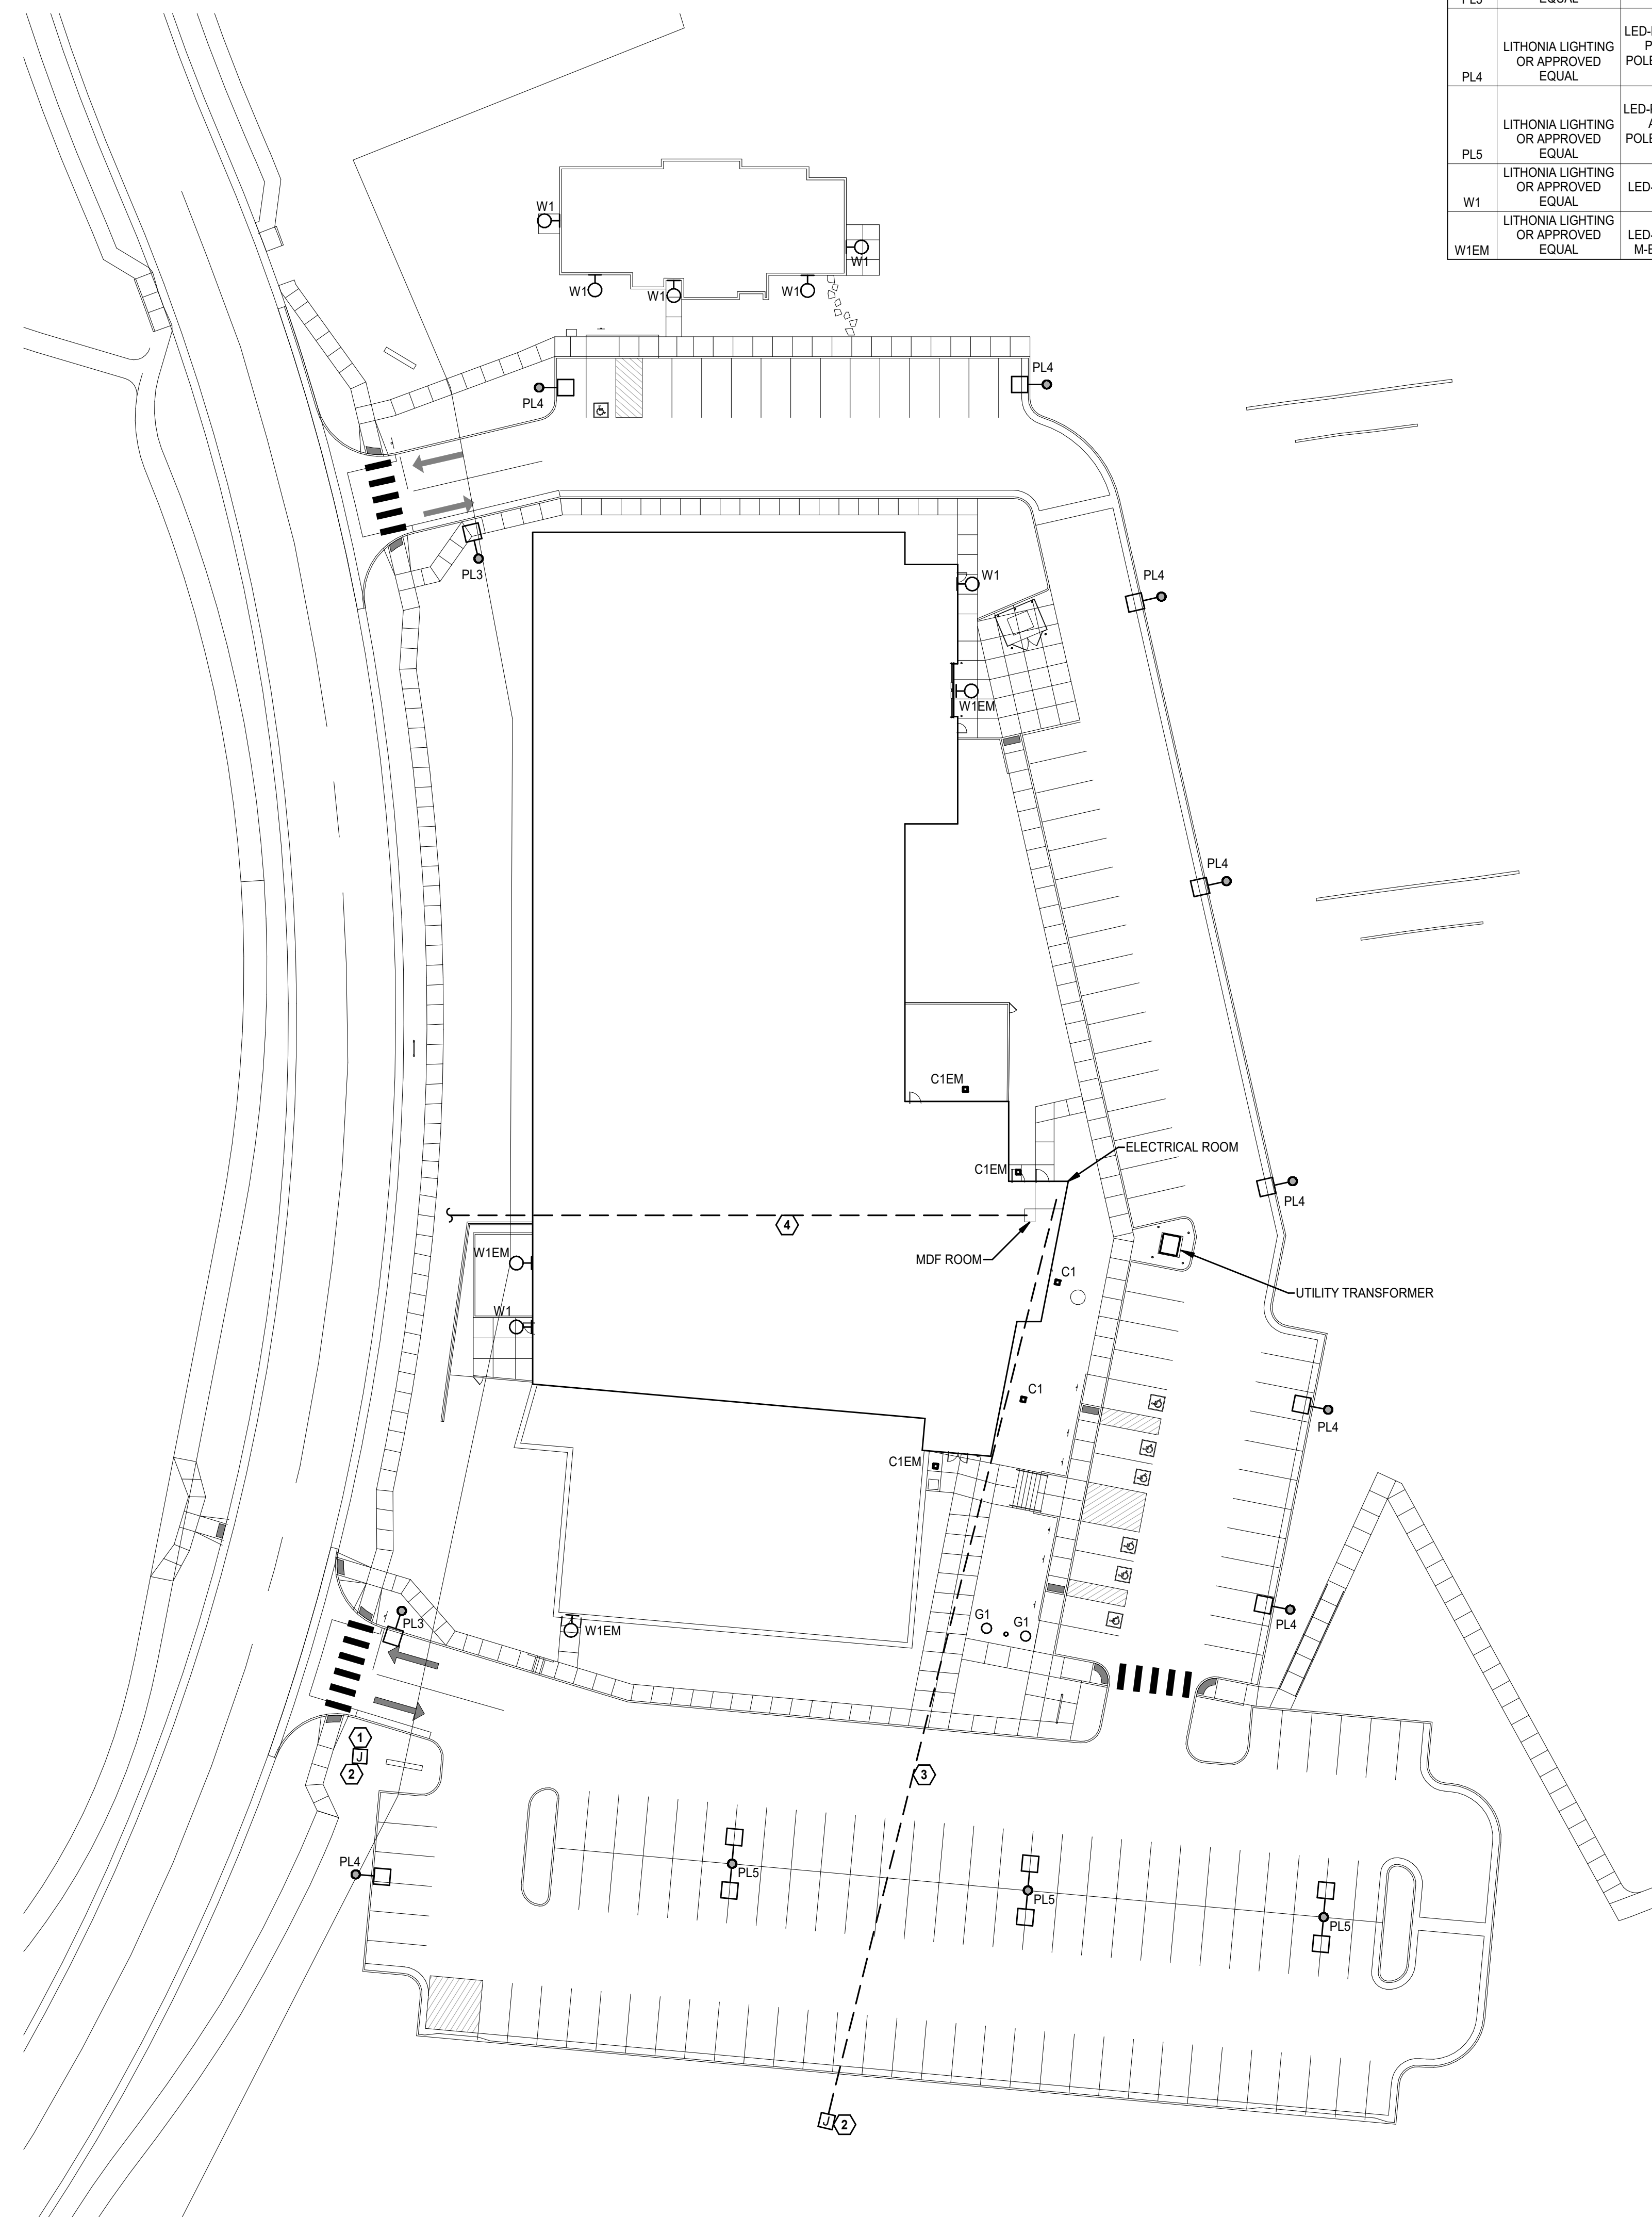 EQUAL
LITHONIA LIGHTING
OR APPROVED
EQUAL
PL4
LITHONIA LIGHTING
OR APPROVED
EQUAL
PL5
LITHONIA LIGHTING
OR APPROVED
EQUAL
W1
LITHONIA LIGHTING
OR APPROVED
EQUAL
W1EM
W1
W1
W1
W1
W1
PL4
PL4
PL3
W1
PL4
W1EM
PL4
C1EM
C1EM
ELECTRICAL ROOM
PL4
4
W1EM
MDF ROOM
C1
UTILITY TRANSFORMER
W1
C1
PL4
C1EM
G1
G1
PL3
W1EM
PL4
1
J
2
3
PL4
PL5
PL5
PL5
J
2